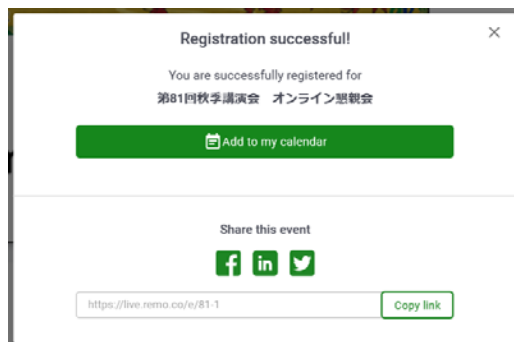 Registration successful!
You are successfully registered for
第81回秋季講演会　オンライン懇親会
Add to my calendar
Share this event
https://live.remo.co/e/81-1
Copy link